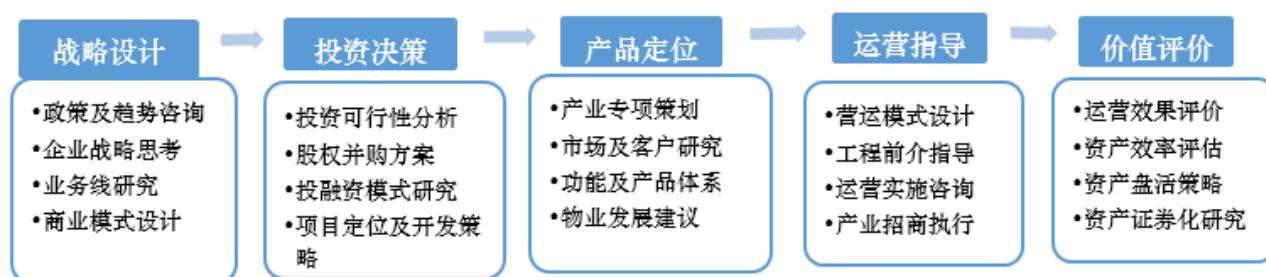 战略设计
•政策及趋势咨询
•企业战略思考
•业务线研究
•商业模式设计
投资决策
•投资可行性分析
•股权并购方案
•投融资模式研究
•项目定位及开发策
略
产品定位
•产业专项策划
•市场及客户研究
•功能及产品体系
•物业发展建议
运营指导
•营运模式设计
•工程前介指导
•运营实施咨询
•产业招商执行
价值评价
•运营效果评价
•资产效率评估
•资产盘活策略
•资产证券化研究